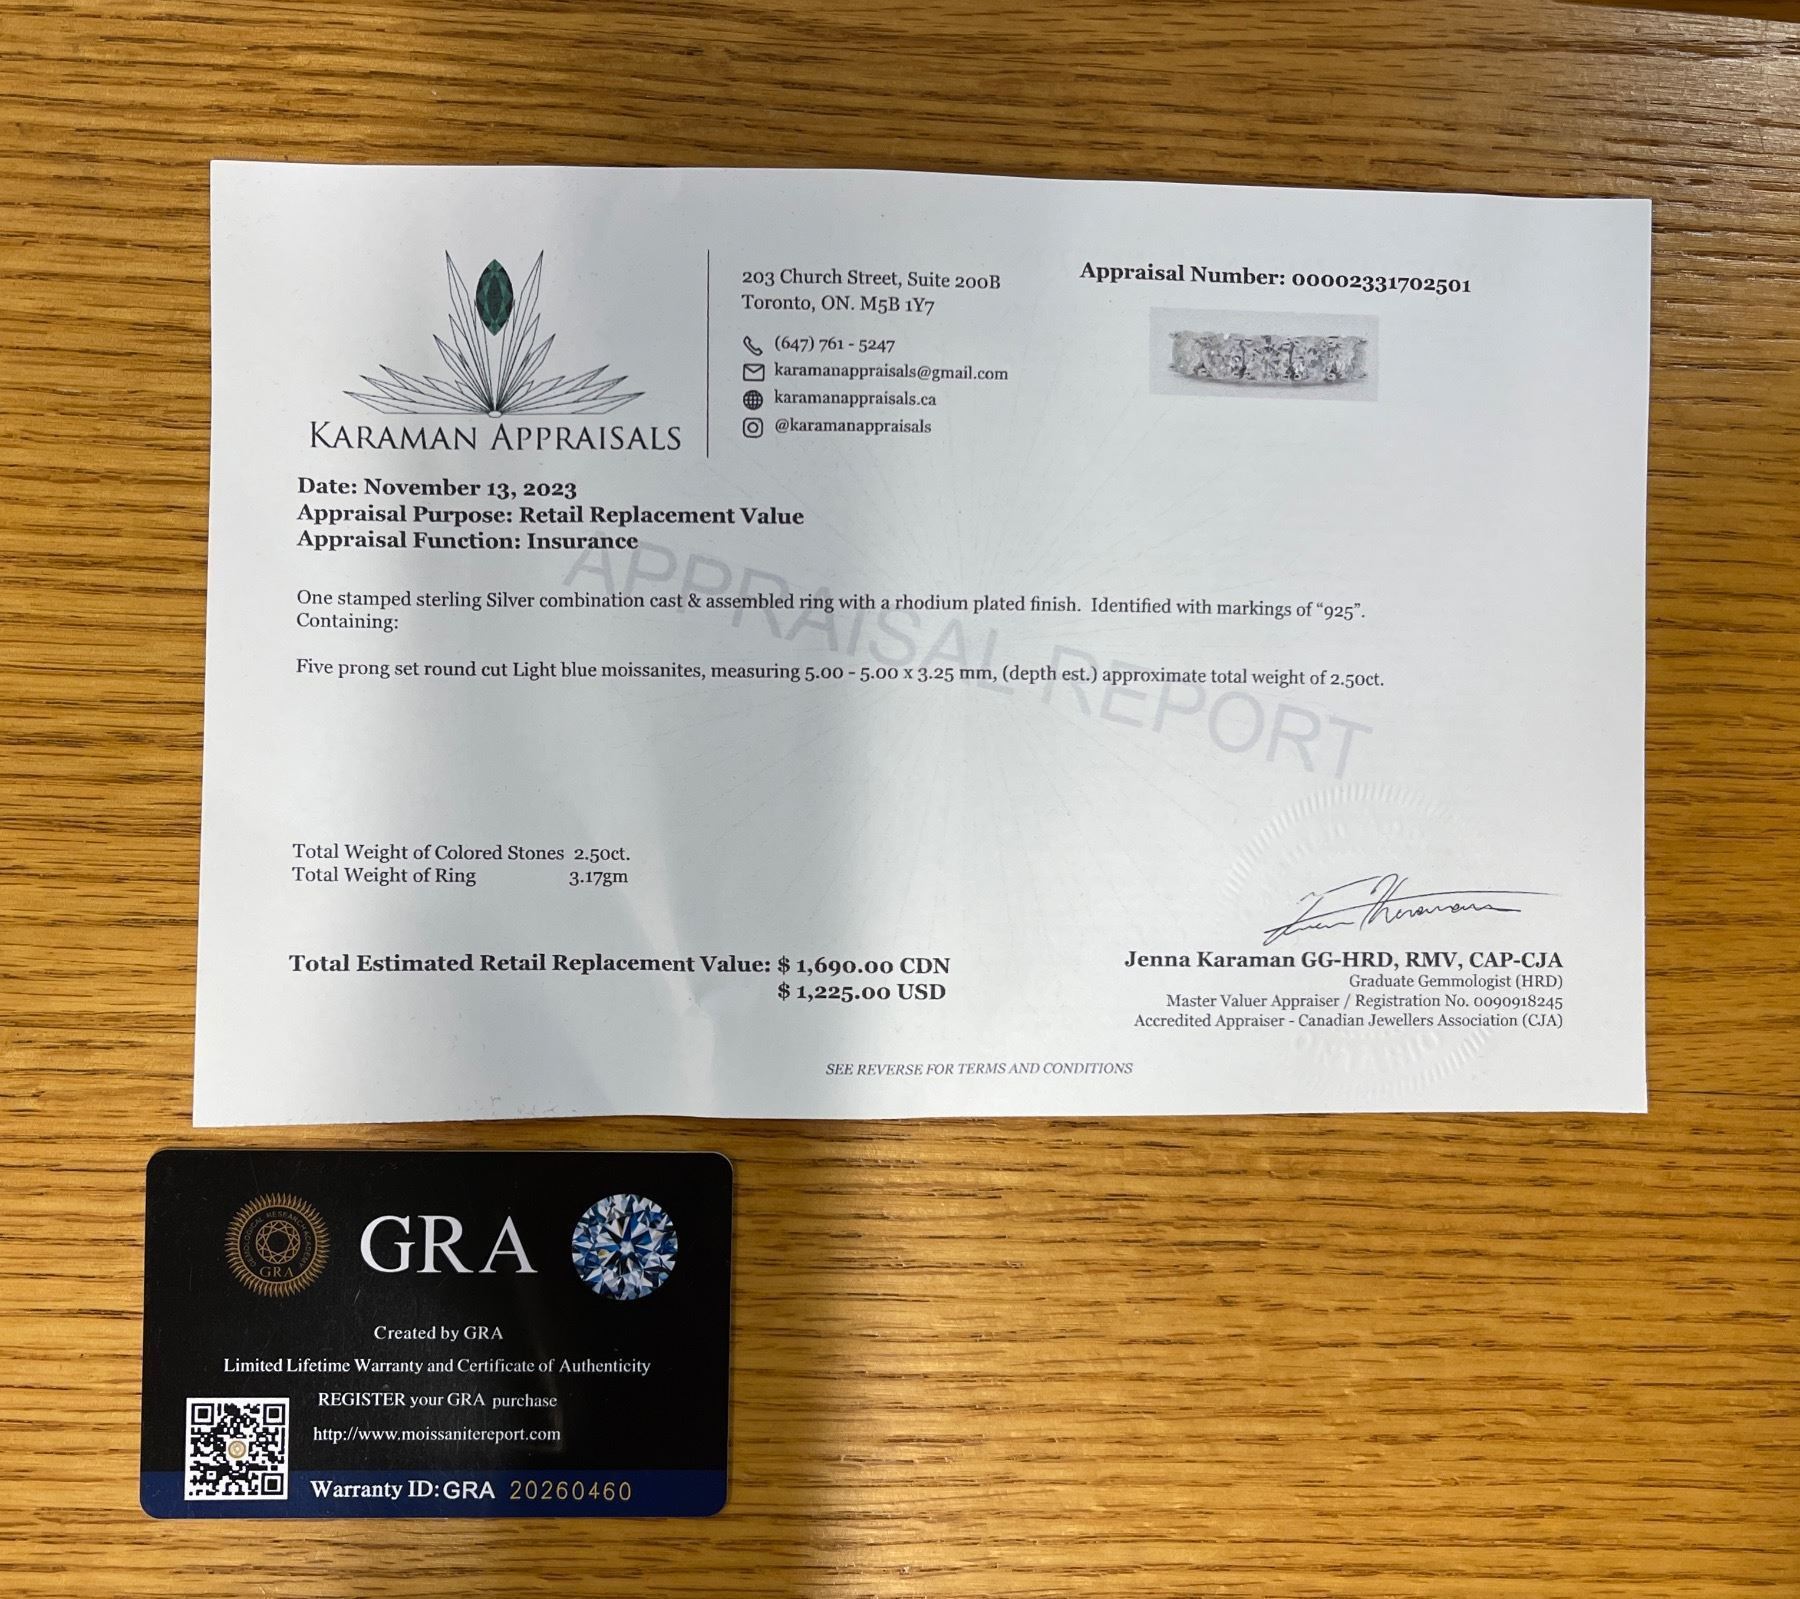 KARAMAN APPRAISALS
203 Church Street, Suite 200B
Toronto, ON. M5B 1Y7
(647) 761 - 5247
karamanappraisals@gmail.com
karamanappraisals.ca
@karamanappraisals
Appraisal Number: 00002331702501
Date: November 13, 2023
Appraisal Purpose: Retail Replacement Value
Appraisal Function: Insurance
APPRAISAL REPORT
One stamped sterling Silver combination cast & assembled ring with a rhodium plated finish. Identified with markings of “925”.
Containing:
Five prong set round cut Light blue moissanites, measuring 5.00 - 5.00 x 3.25 mm, (depth est.) approximate total weight of 2.50ct.
Total Weight of Colored Stones 2.50ct.
Total Weight of Ring 3.17gm
Total Estimated Retail Replacement Value: $ 1,690.00 CDN
$ 1,225.00 USD
Jenna Karaman GG-HRD, RMV, CAP-CJA
Graduate Gemmologist (HRD)
Master Valuer Appraiser / Registration No. 0090918245
Accredited Appraiser - Canadian Jewellers Association (CJA)
ONTARIO
SEE REVERSE FOR TERMS AND CONDITIONS
GEMOLOGICAL RESEARCH ACADEMY
GRA
GRA
Created by GRA
Limited Lifetime Warranty and Certificate of Authenticity
REGISTER your GRA purchase
http://www.moissanitereport.com
Warranty ID: GRA 20260460